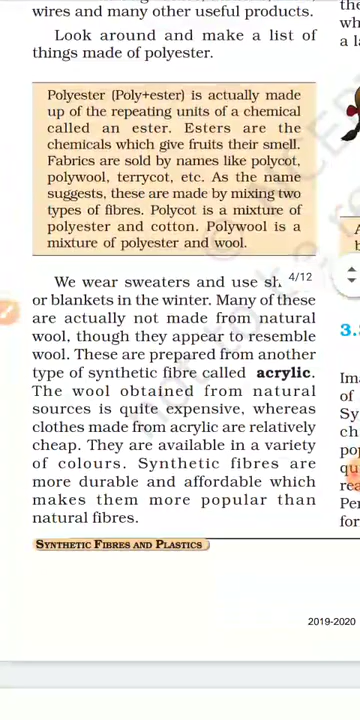 wires and many other useful products.
Look around and make a list of
things made of polyester.
Polyester (Poly+ester) is actually made
up of the repeating units of a chemical
called an ester. Esters are the
chemicals which give fruits their smell.
Fabrics are sold by names like polycot,
polywool, terrycot, etc. As the name
suggests, these are made by mixing two
types of fibres. Polycot is a mixture of
polyester and cotton. Polywool is a
mixture of polyester and wool.
We wear sweaters and use
4/12
or blankets in the winter. Many of these
are actually not made from natural
wool, though they appear to resemble
wool. These are prepared from another
type of synthetic fibre called acrylic.
The wool obtained from natural
sources is quite expensive, whereas
clothes made from acrylic are relatively
cheap. They are available in a variety
of colours. Synthetic fibres are
more durable and affordable which
makes them more popular than
natural fibres.
SYNTHETIC FIBRES AND PLASTICS
2019-2020